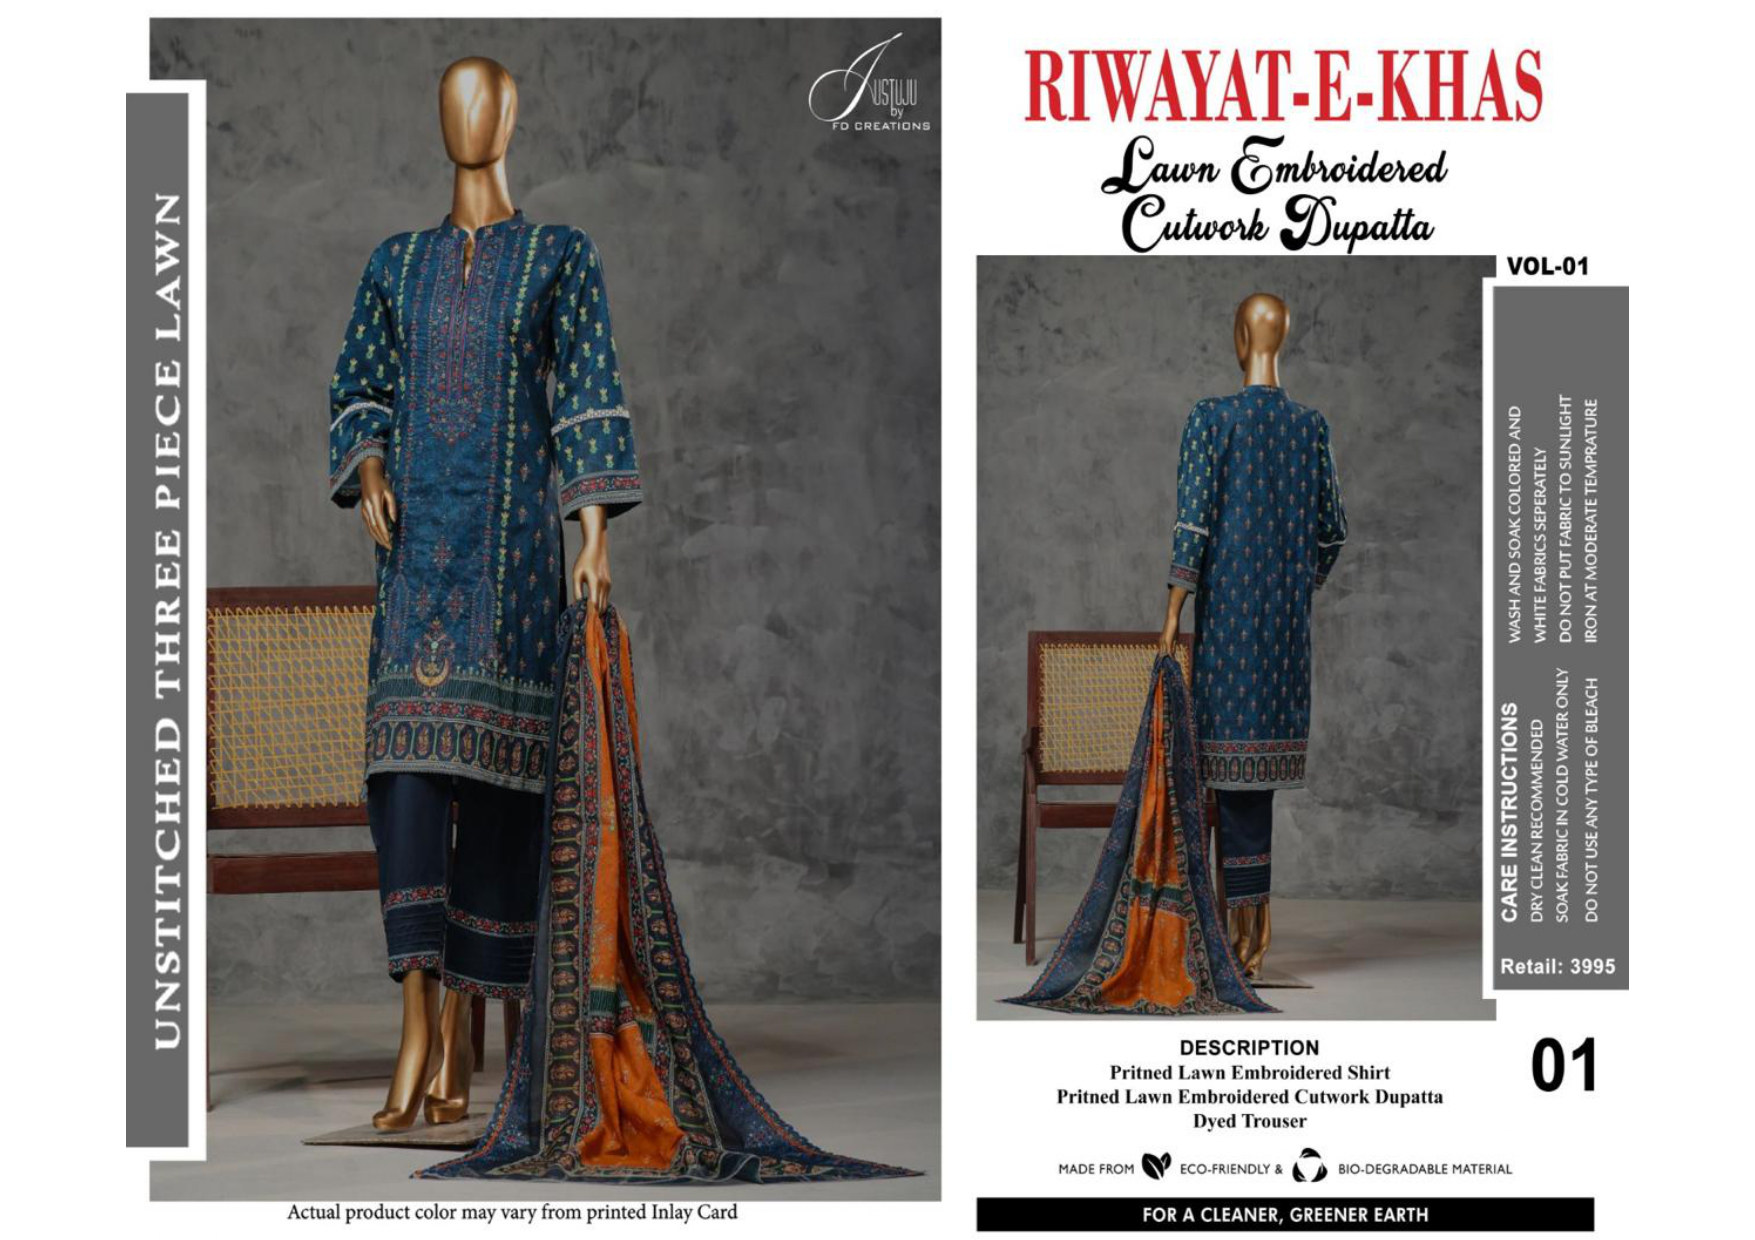 UNSTITCHED THREE PIECE LAWN
JUSTUJU
by
FD CREATIONS
Actual product color may vary from printed Inlay Card
RIWAYAT-E-KHAS
Lawn Embroidered
Cutwork Dupatta
VOL-01
CARE INSTRUCTIONS
DRY CLEAN RECOMMENDED
SOAK FABRIC IN COLD WATER ONLY
DO NOT USE ANY TYPE OF BLEACH
WASH AND SOAK COLORED AND
WHITE FABRICS SEPERATELY
DO NOT PUT FABRIC TO SUNLIGHT
IRON AT MODERATE TEMPRATURE
Retail: 3995
01
DESCRIPTION
Pritned Lawn Embroidered Shirt
Pritned Lawn Embroidered Cutwork Dupatta
Dyed Trouser
MADE FROM ECO-FRIENDLY & BIO-DEGRADABLE MATERIAL
FOR A CLEANER, GREENER EARTH